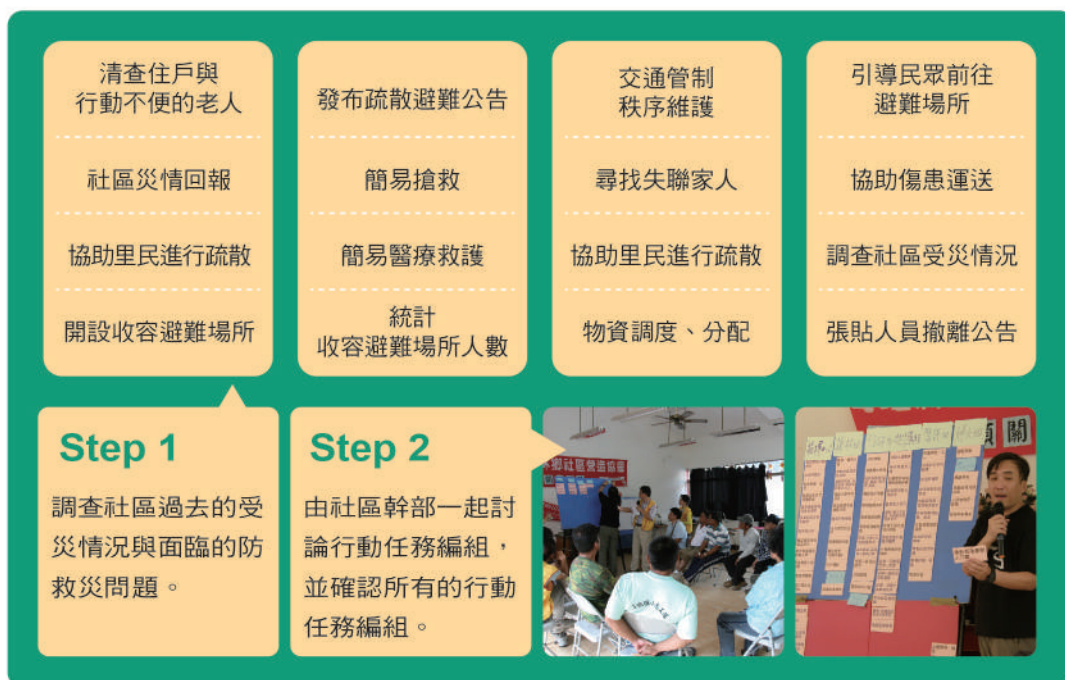 清查住戶與
行動不便的老人
社區災情回報
協助里民進行疏散
開設收容避難場所
發布疏散避難公告
簡易搶救
簡易醫療救護
統計
收容避難場所人數
交通管制
秩序維護
尋找失聯家人
協助里民進行疏散
物資調度、分配
引導民眾前往
避難場所
協助傷患運送
調查社區受災情況
張貼人員撤離公告
Step 1
調查社區過去的受
災情況與面臨的防
救災問題。
Step 2
由社區幹部一起討
論行動任務編組，
並確認所有的行動
任務編組。
鄉社區營造協
關